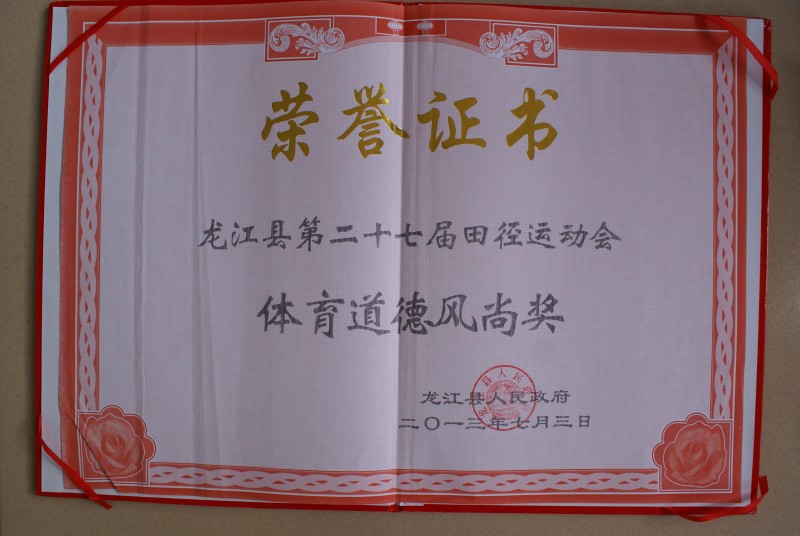 荣誉证书
龙江县第二十七届田径运动会
体育道德风尚奖
龙江县人民政府
二〇一三年七月三日